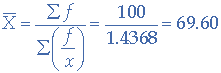 X̅ = Σf / Σ(f/x) = 100 / 1.4368 = 69.60